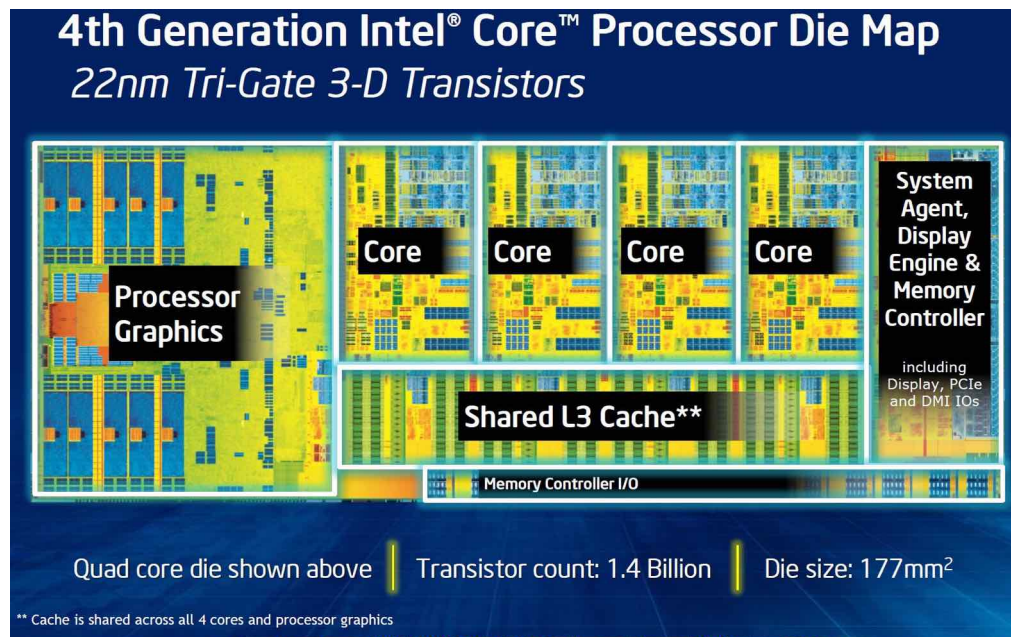 4th Generation Intel® Core™ Processor Die Map
22nm Tri-Gate 3-D Transistors
Processor
Graphics
Core
Core
Core
Core
System
Agent,
Display
Engine &
Memory
Controller
including
Display, PCIe
and DMI IOs
Shared L3 Cache**
Memory Controller I/O
Quad core die shown above
Transistor count: 1.4 Billion
Die size: 177mm²
** Cache is shared across all 4 cores and processor graphics